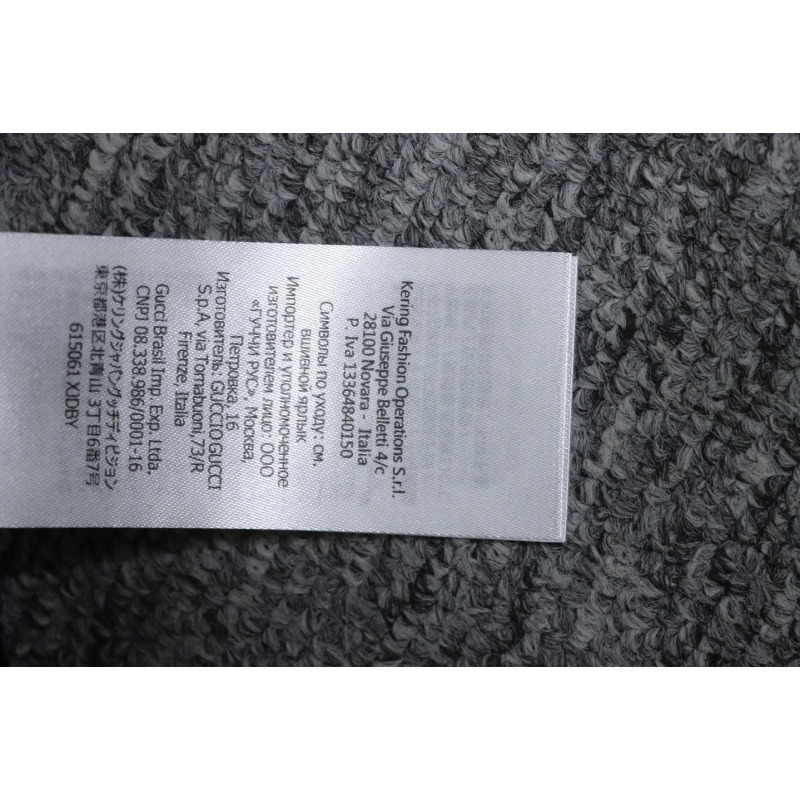 Kering Fashion Operations S.r.l.
Via Giuseppe Belletti 4/c
28100 Novara - Italia
P. Iva 13364840150
Символы по уходу: см.
вшивной ярлык
Импортер и уполномоченное
изготовителем лицо: ООО
«ГУЧЧИ РУС», Москва,
Петровка, 16
Изготовитель: GUCCIO GUCCI
S.p.A, via Tornabuoni,73/R
Firenze, Italia
Gucci Brasil Imp. Exp. Ltda.
CNPJ 08.338.986/0001-16
(株)ケリングジャパングッチディビジョン
東京都港区北青山 3丁目6番7号
615061 XJDBY